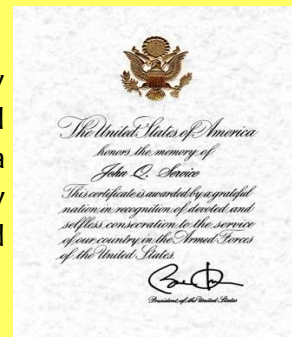 y
d
The United States of America
honors the memory of
John Q. Service
This certificate is awarded by a grateful
nation in recognition of devoted and
selfless consecration to the service
of our country in the Armed Forces
of the United States.
a
y
d
President of the United States